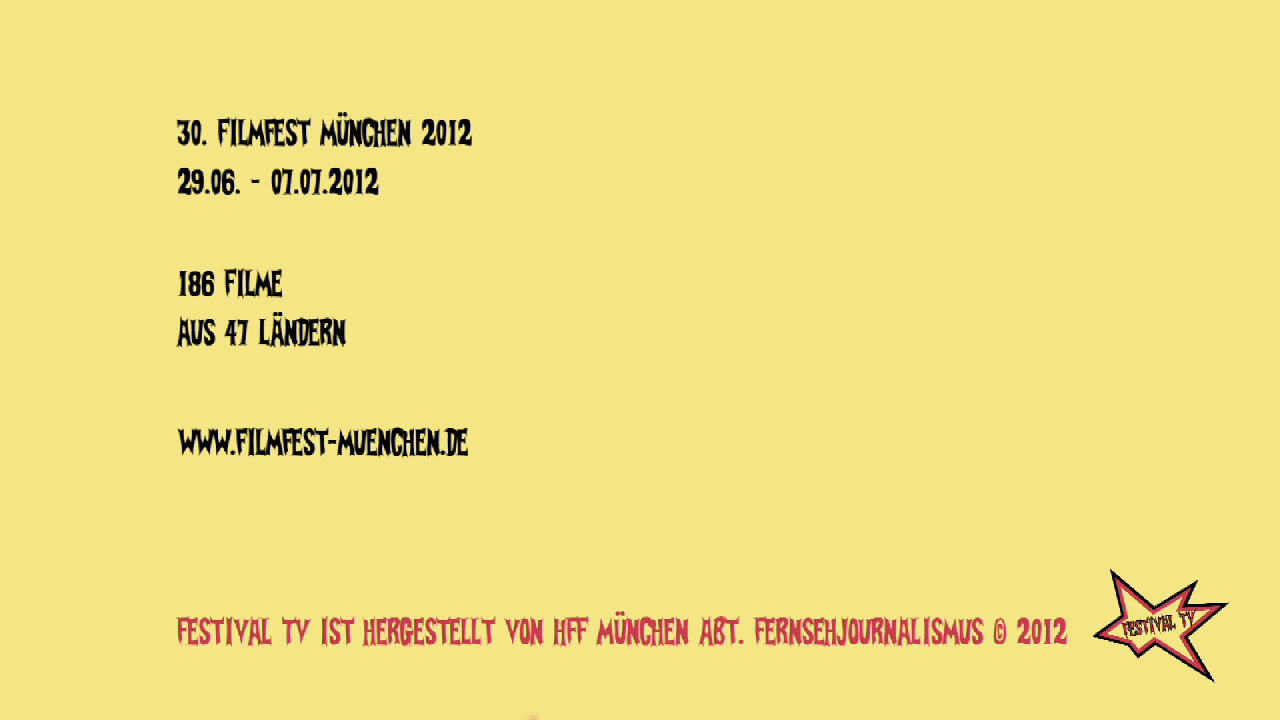 30. FILMFEST MÜNCHEN 2012
29.06. - 07.07.2012
186 FILME
AUS 47 LÄNDERN
WWW.FILMFEST-MUENCHEN.DE
FESTIVAL TV IST HERGESTELLT VON HFF MÜNCHEN ABT. FERNSEHJOURNALISMUS © 2012
FESTIVAL TV